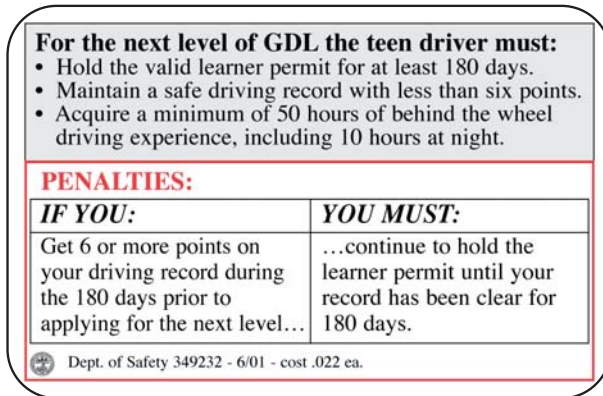 For the next level of GDL the teen driver must:
• Hold the valid learner permit for at least 180 days.
• Maintain a safe driving record with less than six points.
• Acquire a minimum of 50 hours of behind the wheel
driving experience, including 10 hours at night.
PENALTIES:
IF YOU:
Get 6 or more points on
your driving record during
the 180 days prior to
applying for the next level…
YOU MUST:
…continue to hold the
learner permit until your
record has been clear for
180 days.
Dept. of Safety 349232 - 6/01 - cost .022 ea.